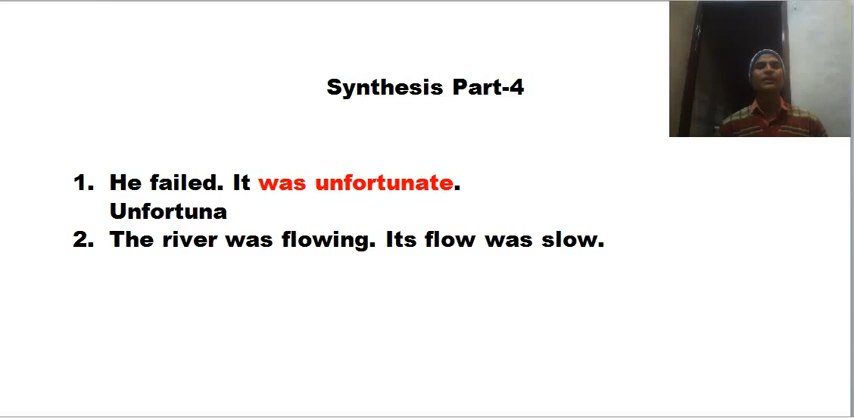 Synthesis Part-4
1. He failed. It was unfortunate.
Unfortuna
2. The river was flowing. Its flow was slow.